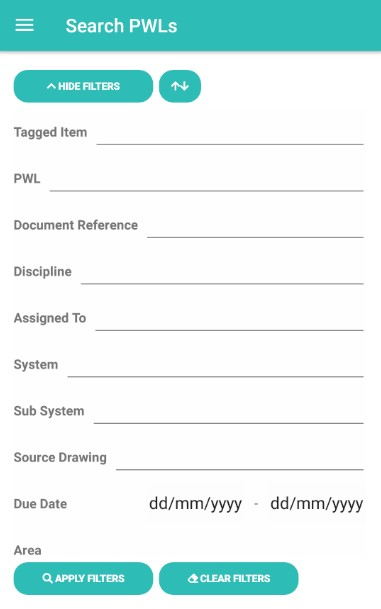 Search PWLs
HIDE FILTERS
Tagged Item
PWL
Document Reference
Discipline
Assigned To
System
Sub System
Source Drawing
Due Date dd/mm/yyyy - dd/mm/yyyy
Area
APPLY FILTERS CLEAR FILTERS